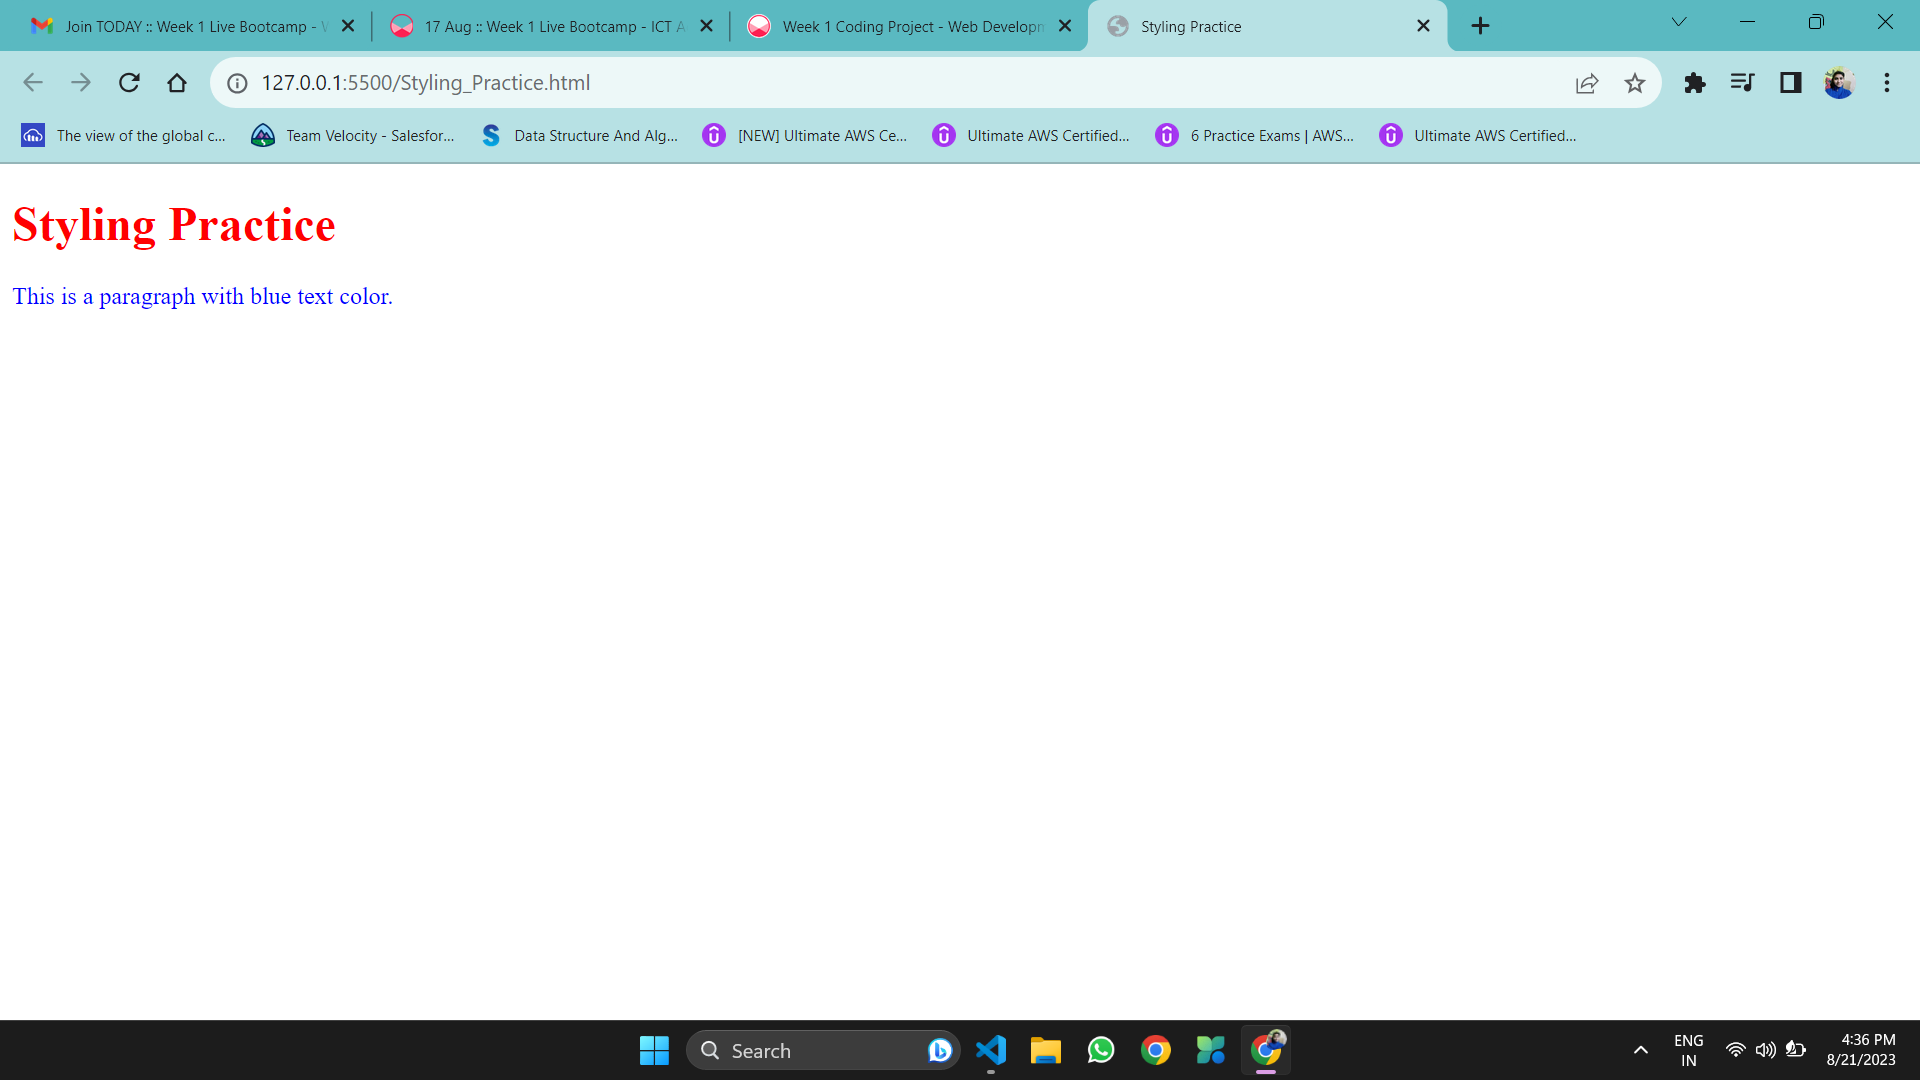 Join TODAY :: Week 1 Live Bootcamp -
17 Aug :: Week 1 Live Bootcamp - ICT A
Week 1 Coding Project - Web Developm
Styling Practice
127.0.0.1:5500/Styling_Practice.html
The view of the global c...
Team Velocity - Salesfor...
Data Structure And Alg...
[NEW] Ultimate AWS Ce...
Ultimate AWS Certified...
6 Practice Exams | AWS...
Ultimate AWS Certified...
Styling Practice
This is a paragraph with blue text color.
Search
ENG
IN
4:36 PM
8/21/2023